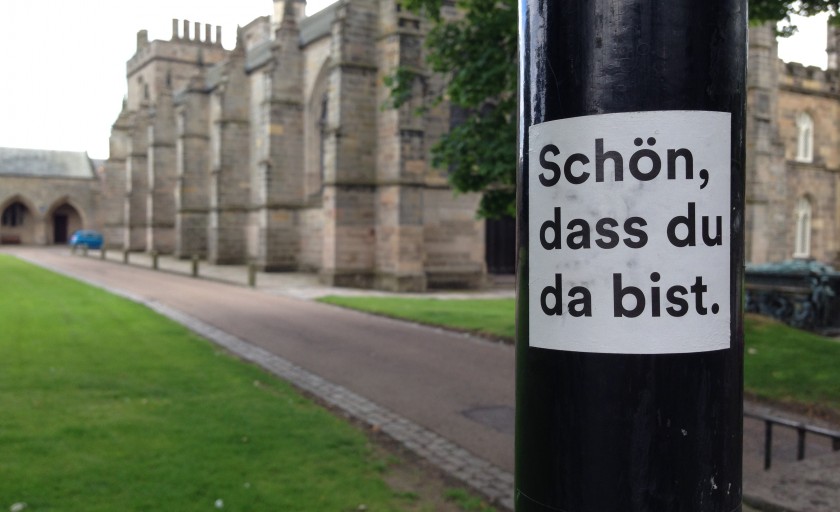 Schön,
dass du
da bist.